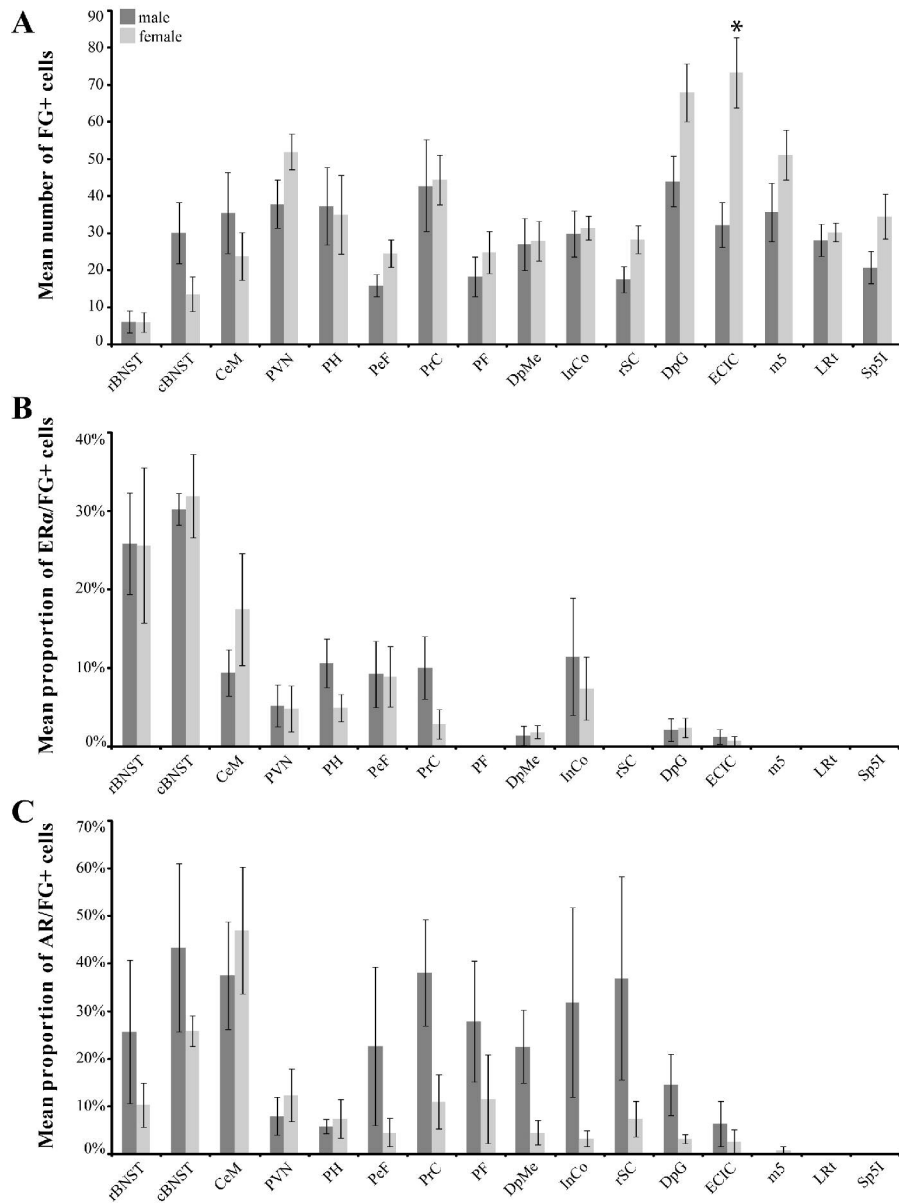 A
male
female
*
Mean number of FG+ cells
90
80
70
60
50
40
30
20
10
0
rBNST cBNST CeM PVN PH PeF PrC PF DpMe InCo rSC DpG ECIC m5 LRt Sp5I
B
Mean proportion of ERα/FG+ cells
40%
30%
20%
10%
0%
rBNST cBNST CeM PVN PH PeF PrC PF DpMe InCo rSC DpG ECIC m5 LRt Sp5I
C
Mean proportion of AR/FG+ cells
70%
60%
50%
40%
30%
20%
10%
0%
rBNST cBNST CeM PVN PH PeF PrC PF DpMe InCo rSC DpG ECIC m5 LRt Sp5I